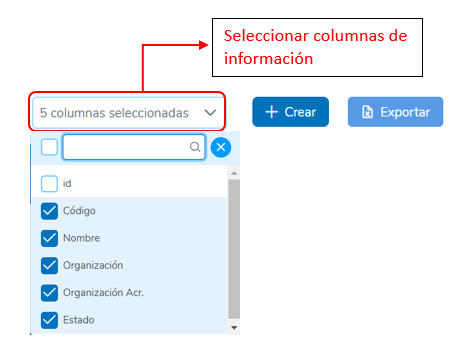 Seleccionar columnas de
información
5 columnas seleccionadas
+ Crear
Exportar
id
Código
Nombre
Organización
Organización Acr.
Estado